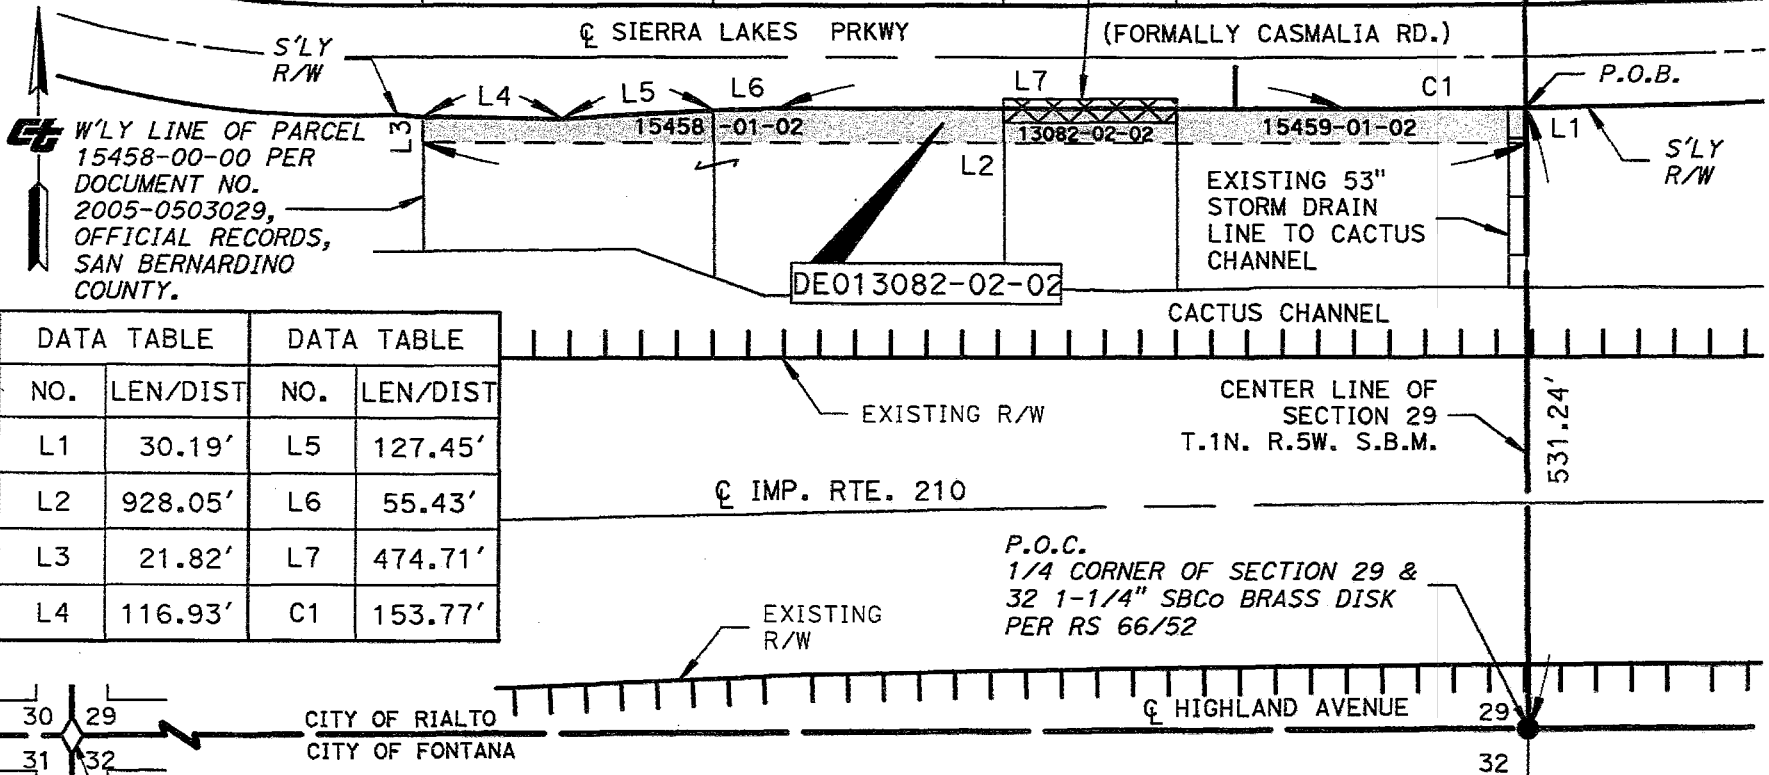 ℄ SIERRA LAKES PRKWY (FORMALLY CASMALIA RD.)
S'LY
R/W
L4
L5
L6
L7
C1
P.O.B.
L3
15458 -01-02
13082-02-02
15459-01-02
L1
L2
S'LY
R/W
W'LY LINE OF PARCEL
15458-00-00 PER
DOCUMENT NO.
2005-0503029,
OFFICIAL RECORDS,
SAN BERNARDINO
COUNTY.
EXISTING 53"
STORM DRAIN
LINE TO CACTUS
CHANNEL
DE013082-02-02
CACTUS CHANNEL
DATA TABLE DATA TABLE
NO. LEN/DIST NO. LEN/DIST
L1 30.19' L5 127.45'
L2 928.05' L6 55.43'
L3 21.82' L7 474.71'
L4 116.93' C1 153.77'
EXISTING R/W
CENTER LINE OF
SECTION 29
T.1N. R.5W. S.B.M.
531.24'
℄ IMP. RTE. 210
P.O.C.
1/4 CORNER OF SECTION 29 &
32 1-1/4" SBCo BRASS DISK
PER RS 66/52
EXISTING
R/W
30 29
31 32
CITY OF RIALTO
CITY OF FONTANA
℄ HIGHLAND AVENUE
29
32